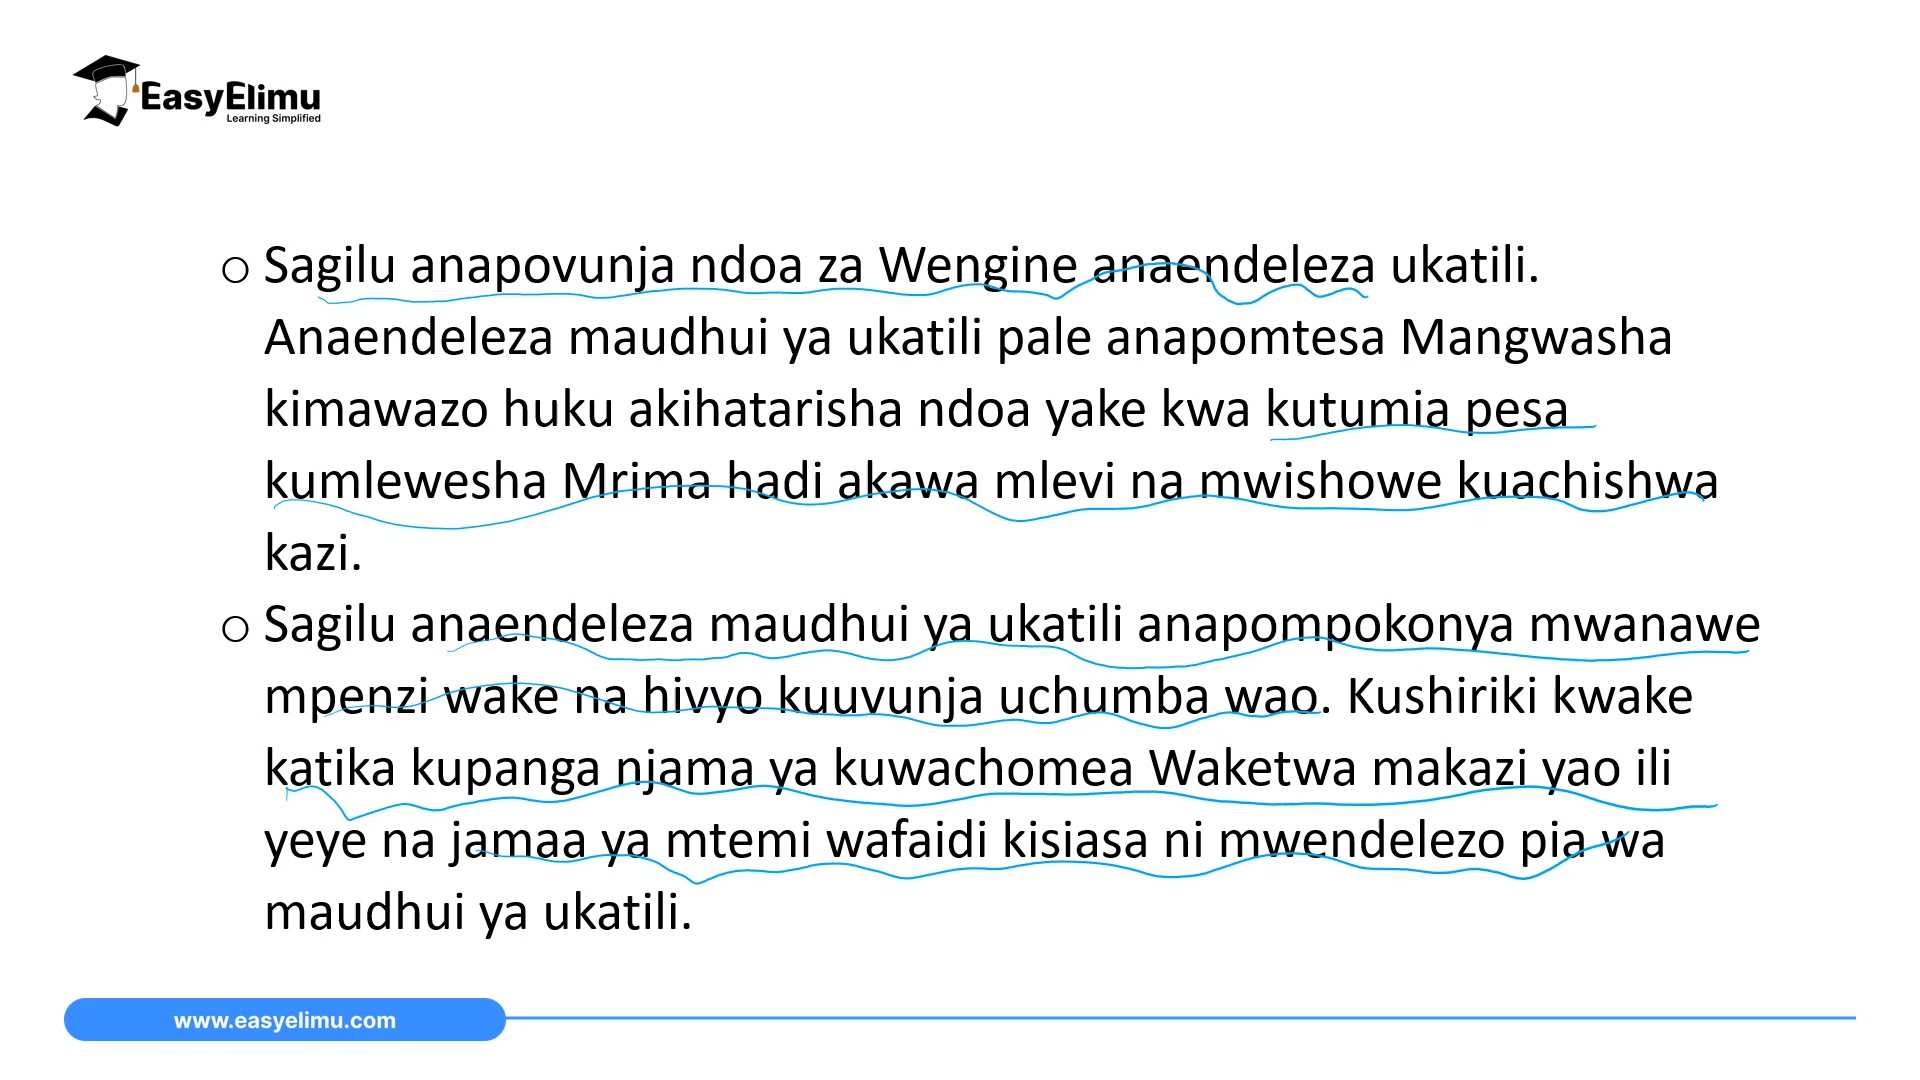 EasyElimu
Learning Simplified
○ Sagilu anapovunja ndoa za Wengine anaendeleza ukatili.
Anaendeleza maudhui ya ukatili pale anapomtesa Mangwasha
kimawazo huku akihatarisha ndoa yake kwa kutumia pesa
kumlewesha Mrima hadi akawa mlevi na mwishowe kuachishwa
kazi.
○ Sagilu anaendeleza maudhui ya ukatili anapompokonya mwanawe
mpenzi wake na hivyo kuuvunja uchumba wao. Kushiriki kwake
katika kupanga njama ya kuwachomea Waketwa makazi yao ili
yeye na jamaa ya mtemi wafaidi kisiasa ni mwendelezo pia wa
maudhui ya ukatili.
www.easyelimu.com